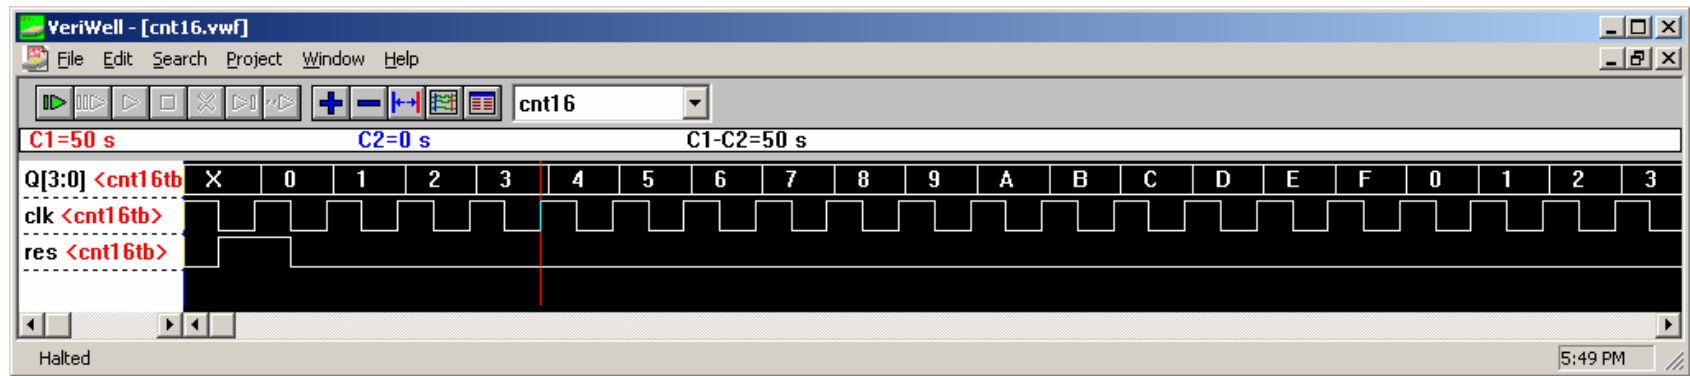 VeriWell - [cnt16.vwf]
File Edit Search Project Window Help
cnt16
C1=50 s C2=0 s C1-C2=50 s
Q[3:0] <cnt16tb X 0 1 2 3 4 5 6 7 8 9 A B C D E F 0 1 2 3
clk <cnt16tb>
res <cnt16tb>
Halted 5:49 PM